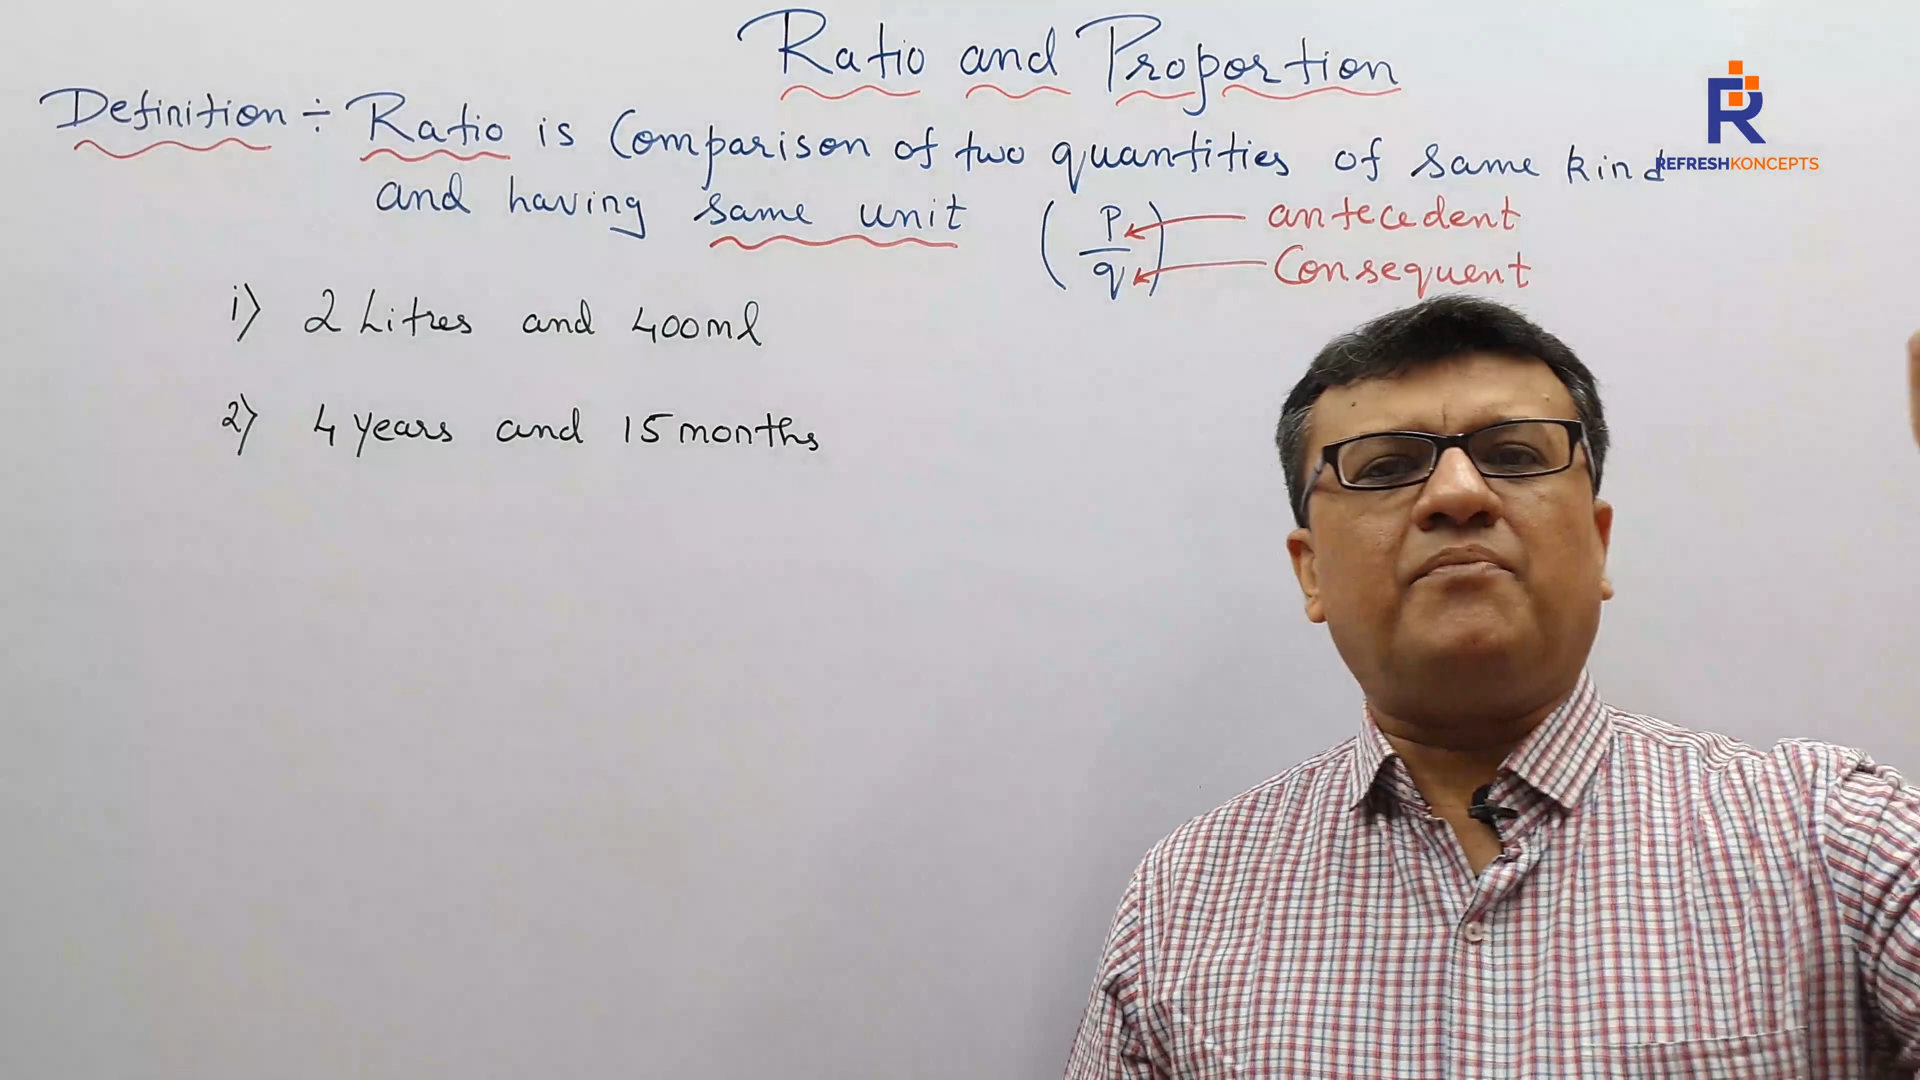 Ratio and Proportion
Definition ÷ Ratio is Comparison of two quantities of same kind
and having same unit (p/q) antecedent
Consequent
i) 2 Litres and 400ml
2) 4 years and 15 months
REFRESHKONCEPTS